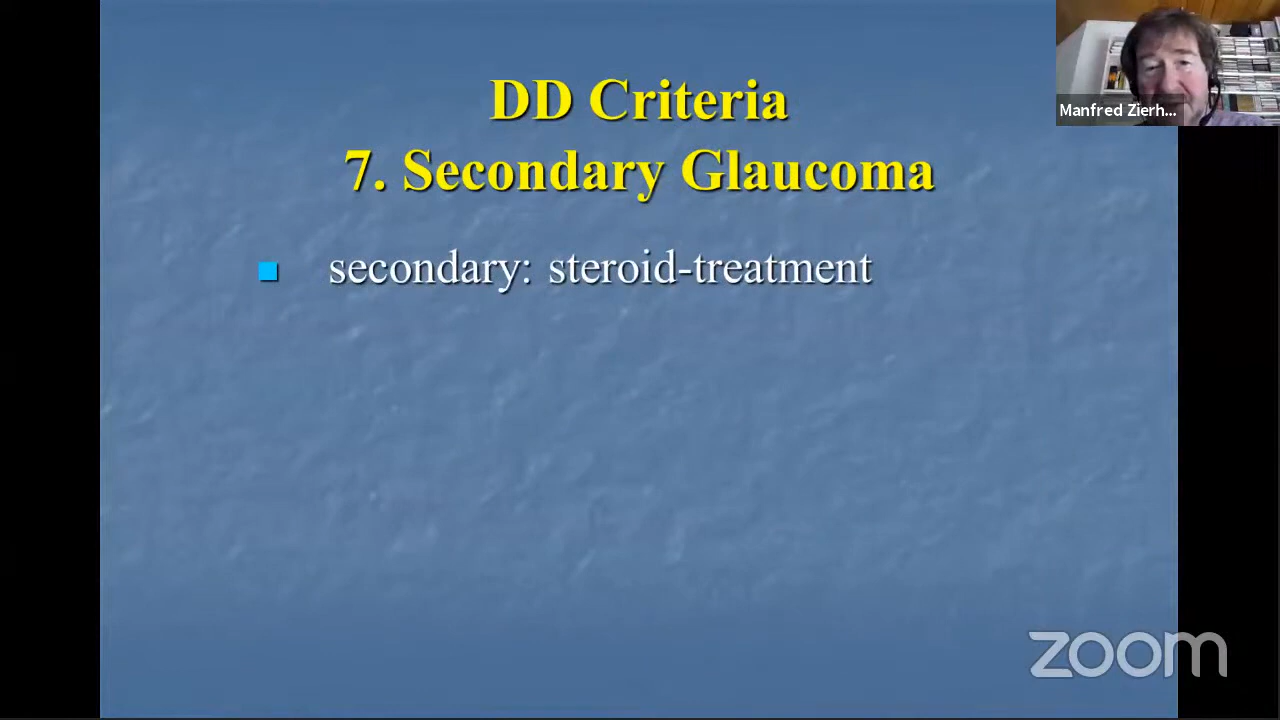 DD Criteria
7. Secondary Glaucoma
secondary: steroid-treatment
Manfred Zierh...
zoom